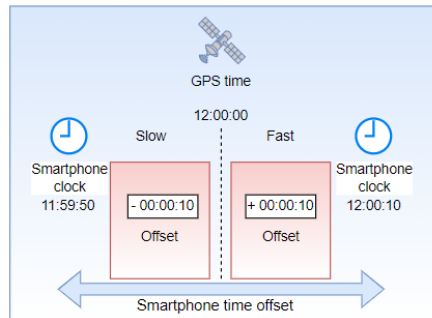 GPS time
12:00:00
Slow
Fast
Smartphone
clock
11:59:50
- 00:00:10
Offset
+ 00:00:10
Offset
Smartphone
clock
12:00:10
Smartphone time offset